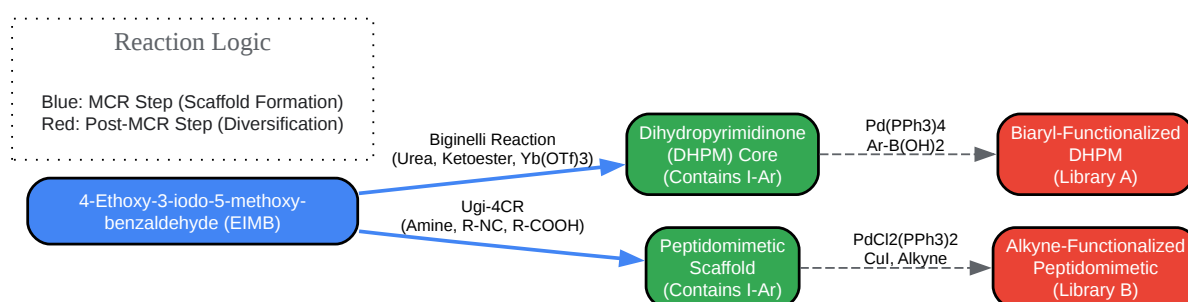 Reaction Logic
Blue: MCR Step (Scaffold Formation)
Red: Post-MCR Step (Diversification)
4-Ethoxy-3-iodo-5-methoxy-
benzaldehyde (EIMB)
Biginelli Reaction
(Urea, Ketoester, Yb(OTf)3)
Ugi-4CR
(Amine, R-NC, R-COOH)
Dihydropyrimidinone
(DHPM) Core
(Contains I-Ar)
Pd(PPh3)4
Ar-B(OH)2
Biaryl-Functionalized
DHPM
(Library A)
Peptidomimetic
Scaffold
(Contains I-Ar)
PdCl2(PPh3)2
CuI, Alkyne
Alkyne-Functionalized
Peptidomimetic
(Library B)